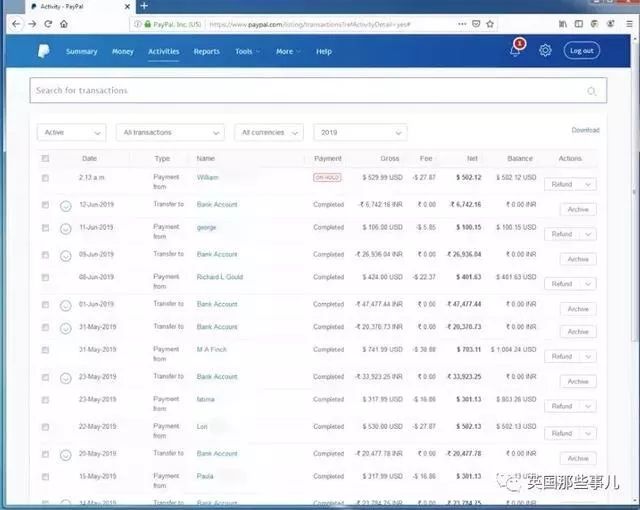 Activity - PayPal
PayPal, Inc. (US) https://www.paypal.com/listing/transactions?refActivityDetail=yes#
Summary Money Activities Reports Tools More Help 1 Log out
Search for transactions
Active All transactions All currencies 2019 Download
Date Type Name Payment Gross Fee Net Balance Actions
2.13 a.m. Payment from William ON HOLD $ 529.99 USD -$ 27.87 $ 502.12 $ 502.12 USD Refund
12-Jun-2019 Transfer to Bank Account Completed -₹ 6,742.16 INR ₹ 0.00 -₹ 6,742.16 ₹ 0.00 INR Archive
11-Jun-2019 Payment from george Completed $ 106.00 USD -$ 5.85 $ 100.15 $ 100.15 USD Refund
09-Jun-2019 Transfer to Bank Account Completed -₹ 26,936.04 INR ₹ 0.00 -₹ 26,936.04 ₹ 0.00 INR Archive
08-Jun-2019 Payment from Richard L Gould Completed $ 424.00 USD -$ 22.37 $ 401.63 $ 401.63 USD Refund
01-Jun-2019 Transfer to Bank Account Completed -₹ 47,477.44 INR ₹ 0.00 -₹ 47,477.44 ₹ 0.00 INR Archive
31-May-2019 Transfer to Bank Account Completed -₹ 20,370.73 INR ₹ 0.00 -₹ 20,370.73 ₹ 0.00 INR Archive
31-May-2019 Payment from M A Finch Completed $ 741.99 USD -$ 38.88 $ 703.11 $ 1,004.24 USD Refund
23-May-2019 Transfer to Bank Account Completed -₹ 33,923.25 INR ₹ 0.00 -₹ 33,923.25 ₹ 0.00 INR Archive
23-May-2019 Payment from fatima Completed $ 317.99 USD -$ 16.86 $ 301.13 $ 803.26 USD Refund
22-May-2019 Payment from Lori Completed $ 530.00 USD -$ 27.87 $ 502.13 $ 502.13 USD Refund
20-May-2019 Transfer to Bank Account Completed -₹ 20,477.78 INR ₹ 0.00 -₹ 20,477.78 ₹ 0.00 INR Archive
15-May-2019 Payment from Paula Completed $ 317.99 USD -$ 16.86 $ 301.13 USD Refund
14-May-2019 Transfer to Bank Account Completed ₹ 0.00 Archive
英国那些事儿